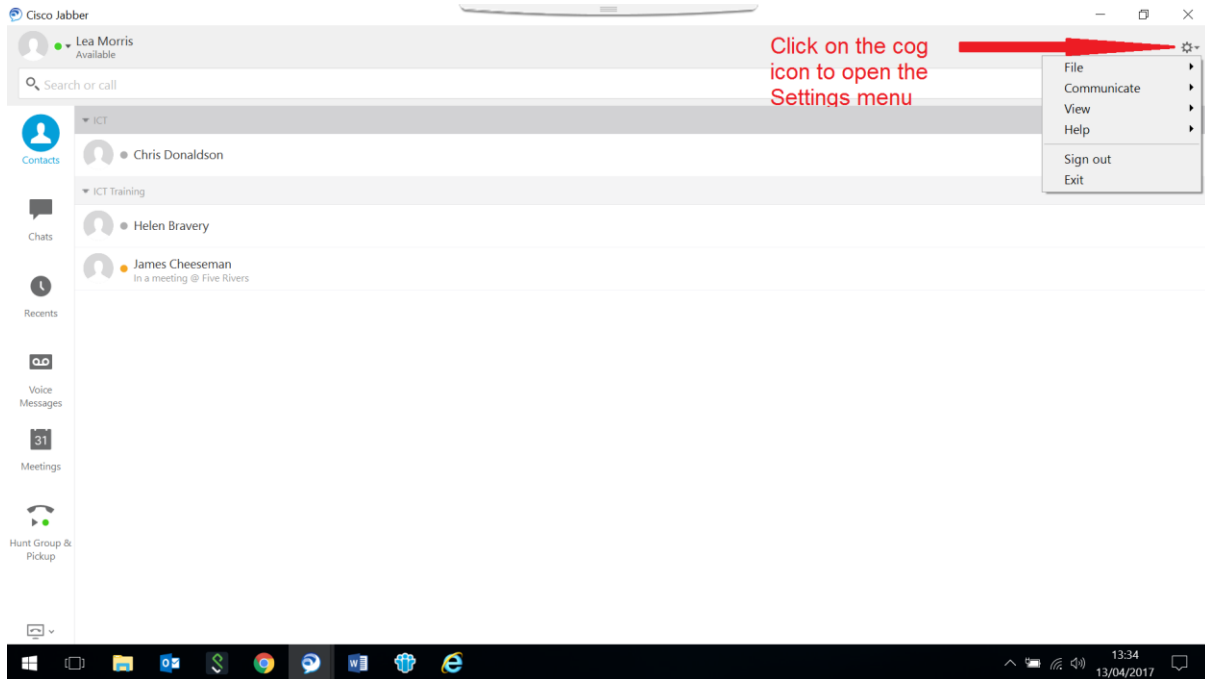 Cisco Jabber
Lea Morris
Available
Click on the cog
icon to open the
Settings menu
Search or call
File
Communicate
View
Help
Sign out
Exit
ICT
Contacts
Chris Donaldson
ICT Training
Chats
Helen Bravery
James Cheeseman
In a meeting @ Five Rivers
Recents
Voice
Messages
31
Meetings
Hunt Group &
Pickup
13:34
13/04/2017